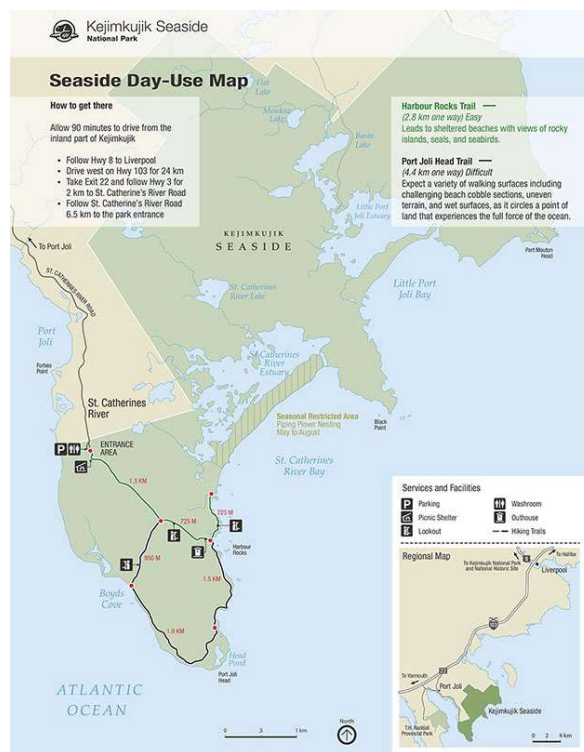 Kejimkujik Seaside
National Park
Seaside Day-Use Map
How to get there
Allow 90 minutes to drive from the
inland part of Kejimkujik
• Follow Hwy 8 to Liverpool
• Drive west on Hwy 103 for 24 km
• Take Exit 22 and follow Hwy 3 for
2 km to St. Catherine's River Road
• Follow St. Catherine's River Road
6.5 km to the park entrance
Harbour Rocks Trail
(2.8 km one way) Easy
Leads to sheltered beaches with views of rocky
islands, seals, and seabirds.
Port Joli Head Trail
(4.4 km one way) Difficult
Expect a variety of walking surfaces including
challenging beach cobble sections, uneven
terrain, and wet surfaces, as it circles a point of
land that experiences the full force of the ocean.
Flat
Lake
Meadow
Lake
Basin
Lake
Little Port
Joli Estuary
KEJIMKUJIK
SEASIDE
Port Mouton
Head
To Port Joli
ST. CATHERINES RIVER ROAD
Little Port
Joli Bay
St. Catherines
River Lake
Port
Joli
Forbes
Point
St. Catherines
River
Estuary
St. Catherines
River
Seasonal Restricted Area
Piping Plover Nesting
May to August
Black
Point
P
ENTRANCE
AREA
St. Catherines
River Bay
1.3 KM
725 M
725 M
Harbour
Rocks
950 M
1.5 KM
Boyds
Cove
1.9 KM
Head
Pond
Port Joli
Head
ATLANTIC
OCEAN
0 .5 1 km
North
Services and Facilities
P Parking
Washroom
Picnic Shelter
Outhouse
Lookout
Hiking Trails
Regional Map
To Kejimkujik National Park
and National Historic Site
To Halifax
8
Liverpool
103
To Yarmouth
22
Port Joli
Kejimkujik Seaside
T.H. Raddall
Provincial Park
0 2 4 km